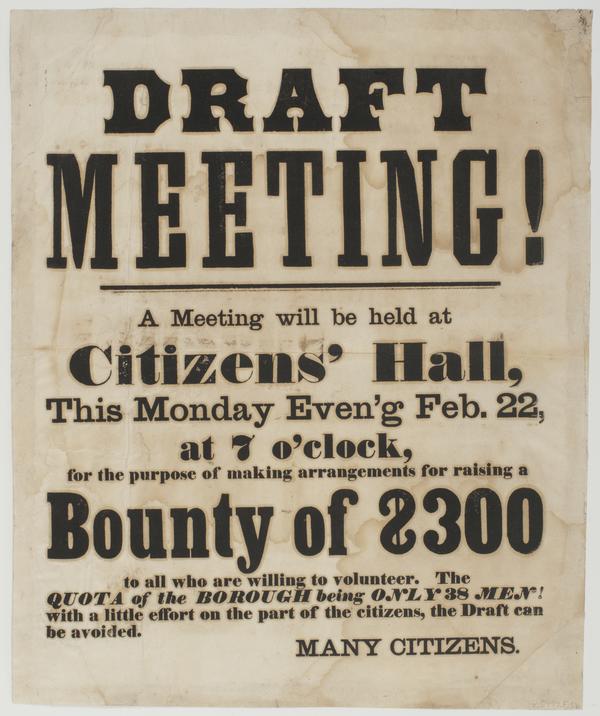 DRAFT
MEETING!
A Meeting will be held at
Citizens' Hall,
This Monday Even'g Feb. 22,
at 7 o'clock,
for the purpose of making arrangements for raising a
Bounty of $300
to all who are willing to volunteer. The
QUOTA of the BOROUGH being ONLY 38 MEN!
with a little effort on the part of the citizens, the Draft can
be avoided.
MANY CITIZENS.